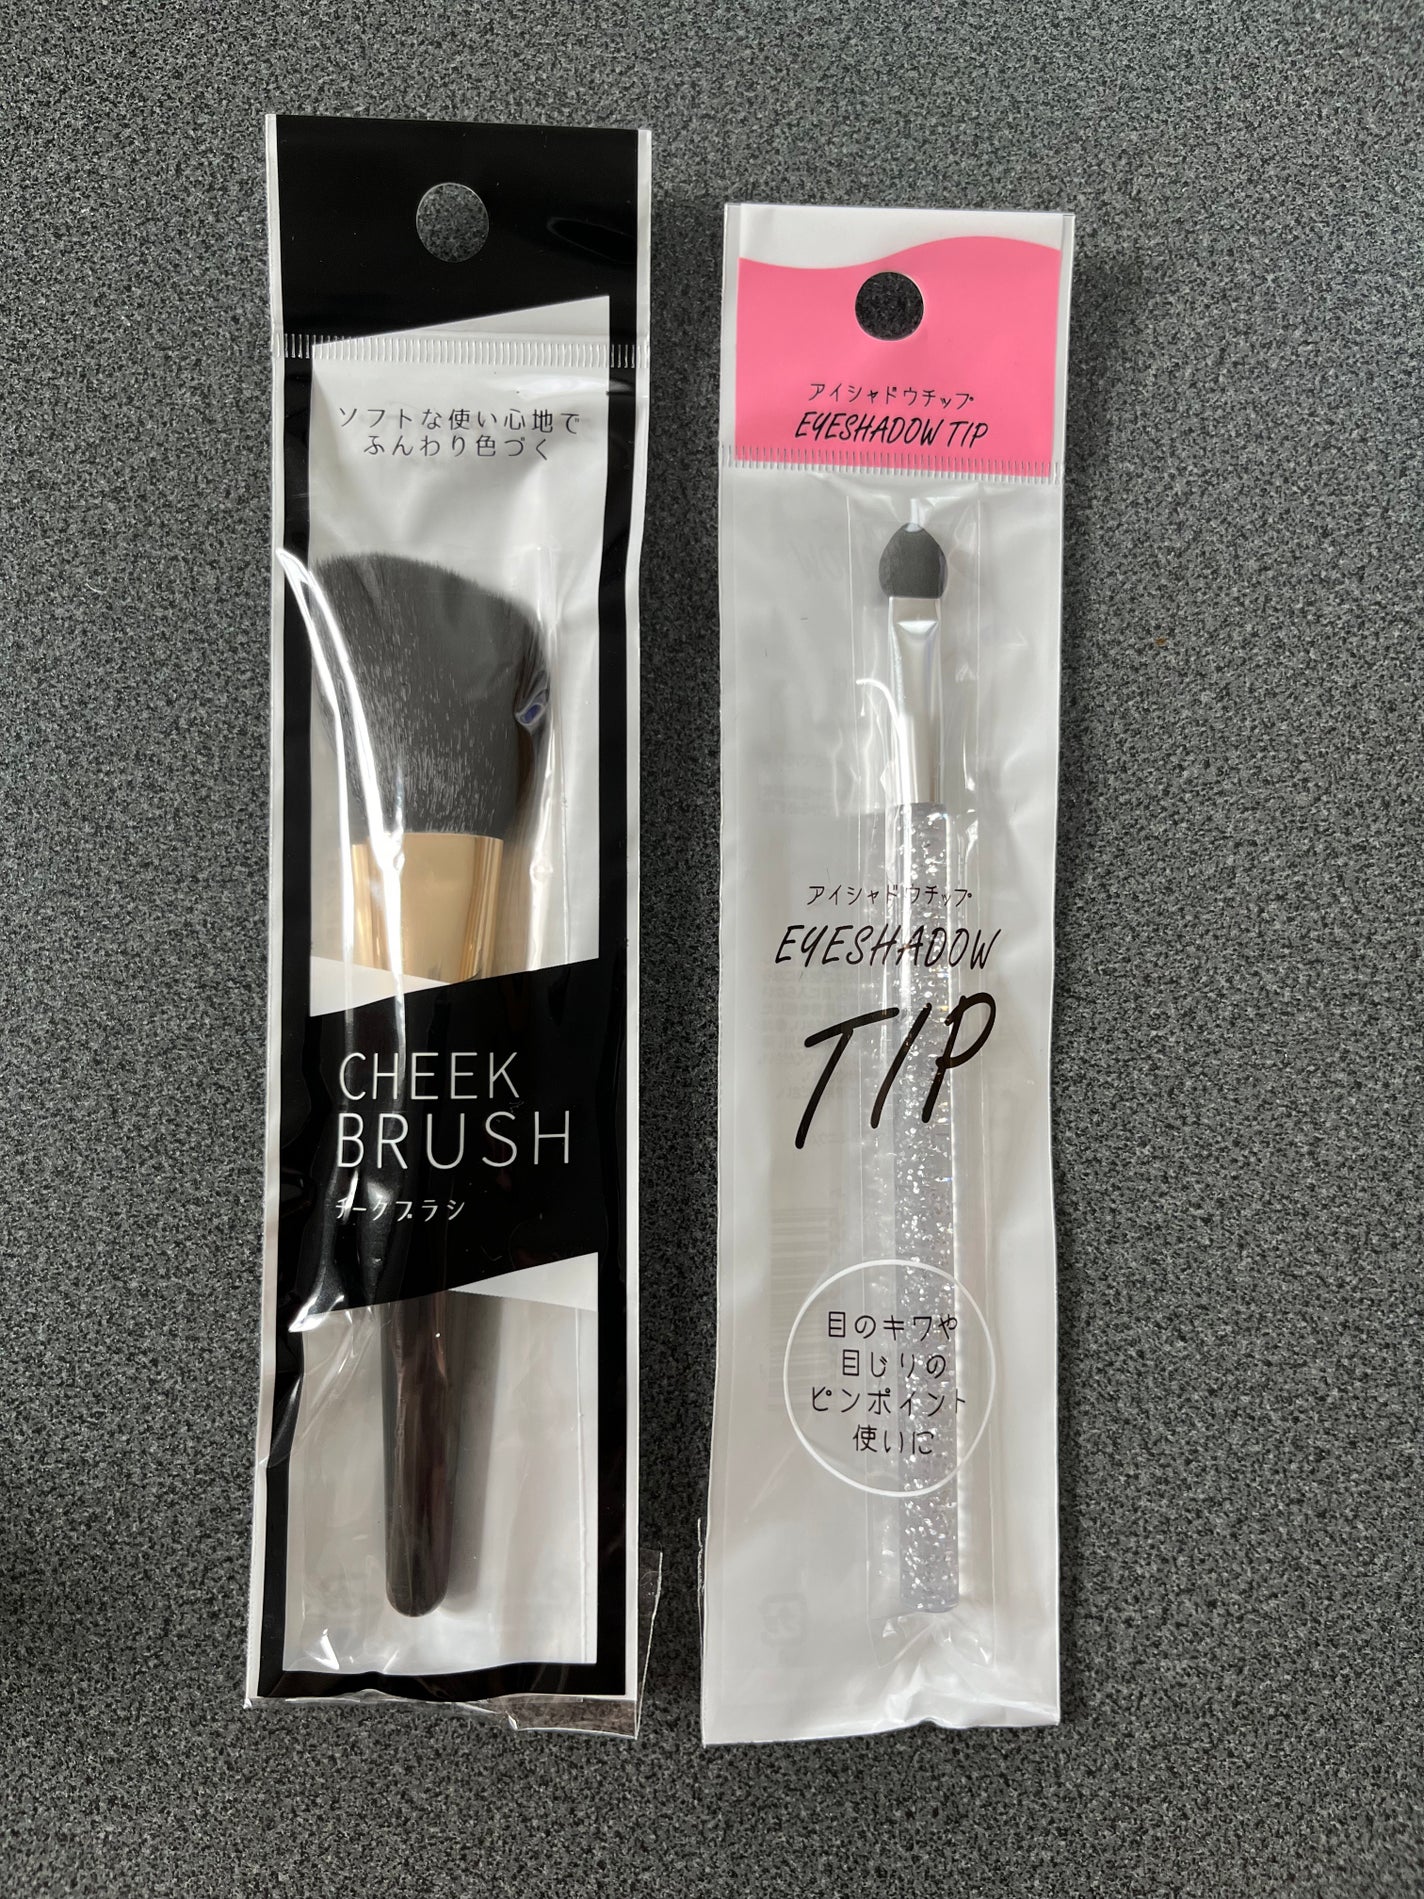 ソフトな使い心地で
ふんわり色づく
CHEEK
BRUSH
チークブラシ
アイシャドウチップ
EYESHADOW TIP
アイシャドウチップ
EYESHADOW
TIP
目のキワや
目じりの
ピンポイント
使いに